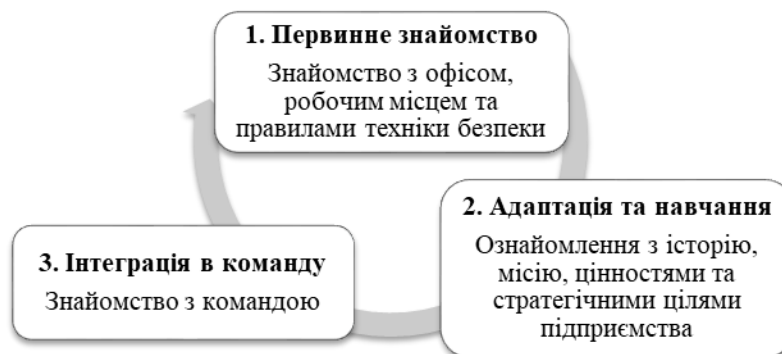 1. Первинне знайомство
Знайомство з офісом,
робочим місцем та
правилами техніки безпеки
2. Адаптація та навчання
Ознайомлення з історію,
місію, цінностями та
стратегічними цілями
підприємства
3. Інтеграція в команду
Знайомство з командою